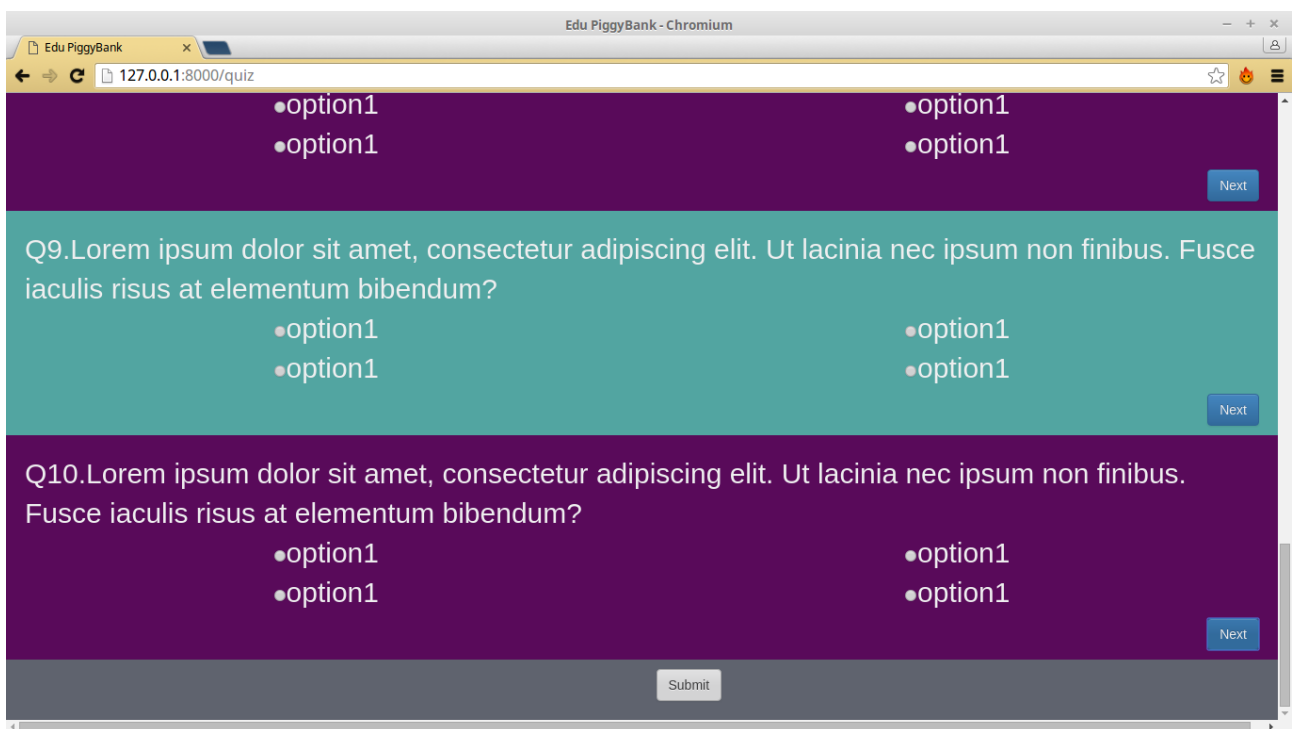 Edu PiggyBank - Chromium
Edu PiggyBank
127.0.0.1:8000/quiz
option1 option1
option1 option1
Next
Q9.Lorem ipsum dolor sit amet, consectetur adipiscing elit. Ut lacinia nec ipsum non finibus. Fusce
iaculis risus at elementum bibendum?
option1 option1
option1 option1
Next
Q10.Lorem ipsum dolor sit amet, consectetur adipiscing elit. Ut lacinia nec ipsum non finibus.
Fusce iaculis risus at elementum bibendum?
option1 option1
option1 option1
Next
Submit